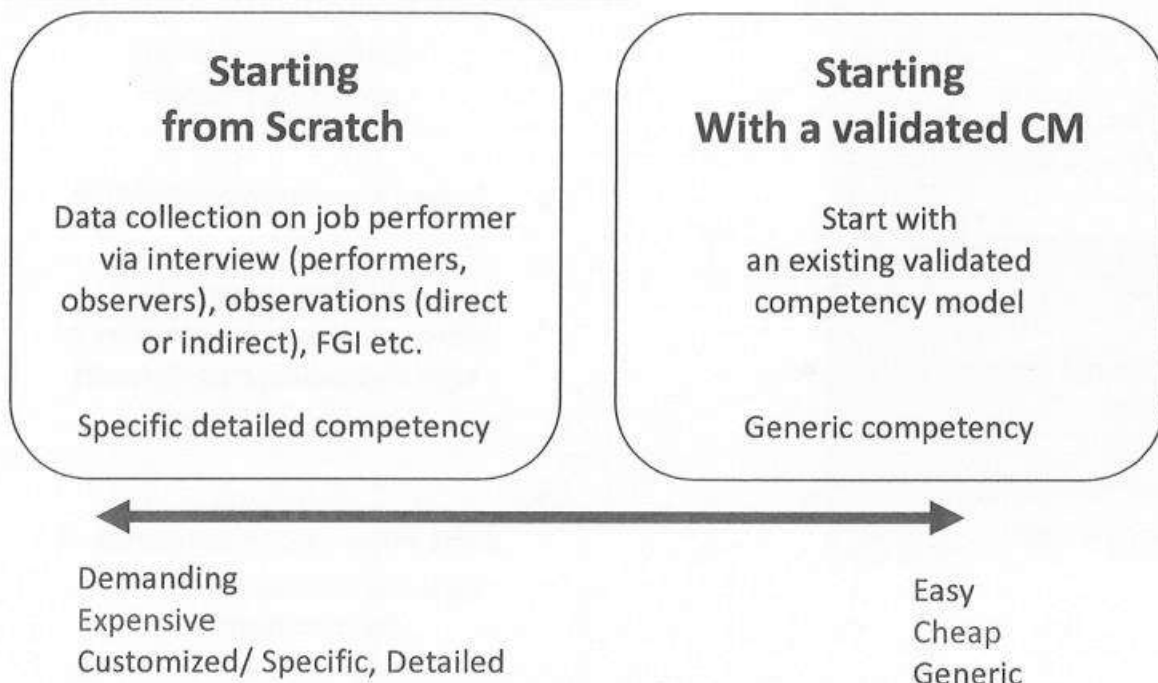 Starting
from Scratch
Data collection on job performer
via interview (performers,
observers), observations (direct
or indirect), FGI etc.
Specific detailed competency
Starting
With a validated CM
Start with
an existing validated
competency model
Generic competency
Demanding
Expensive
Customized/ Specific, Detailed
Easy
Cheap
Generic